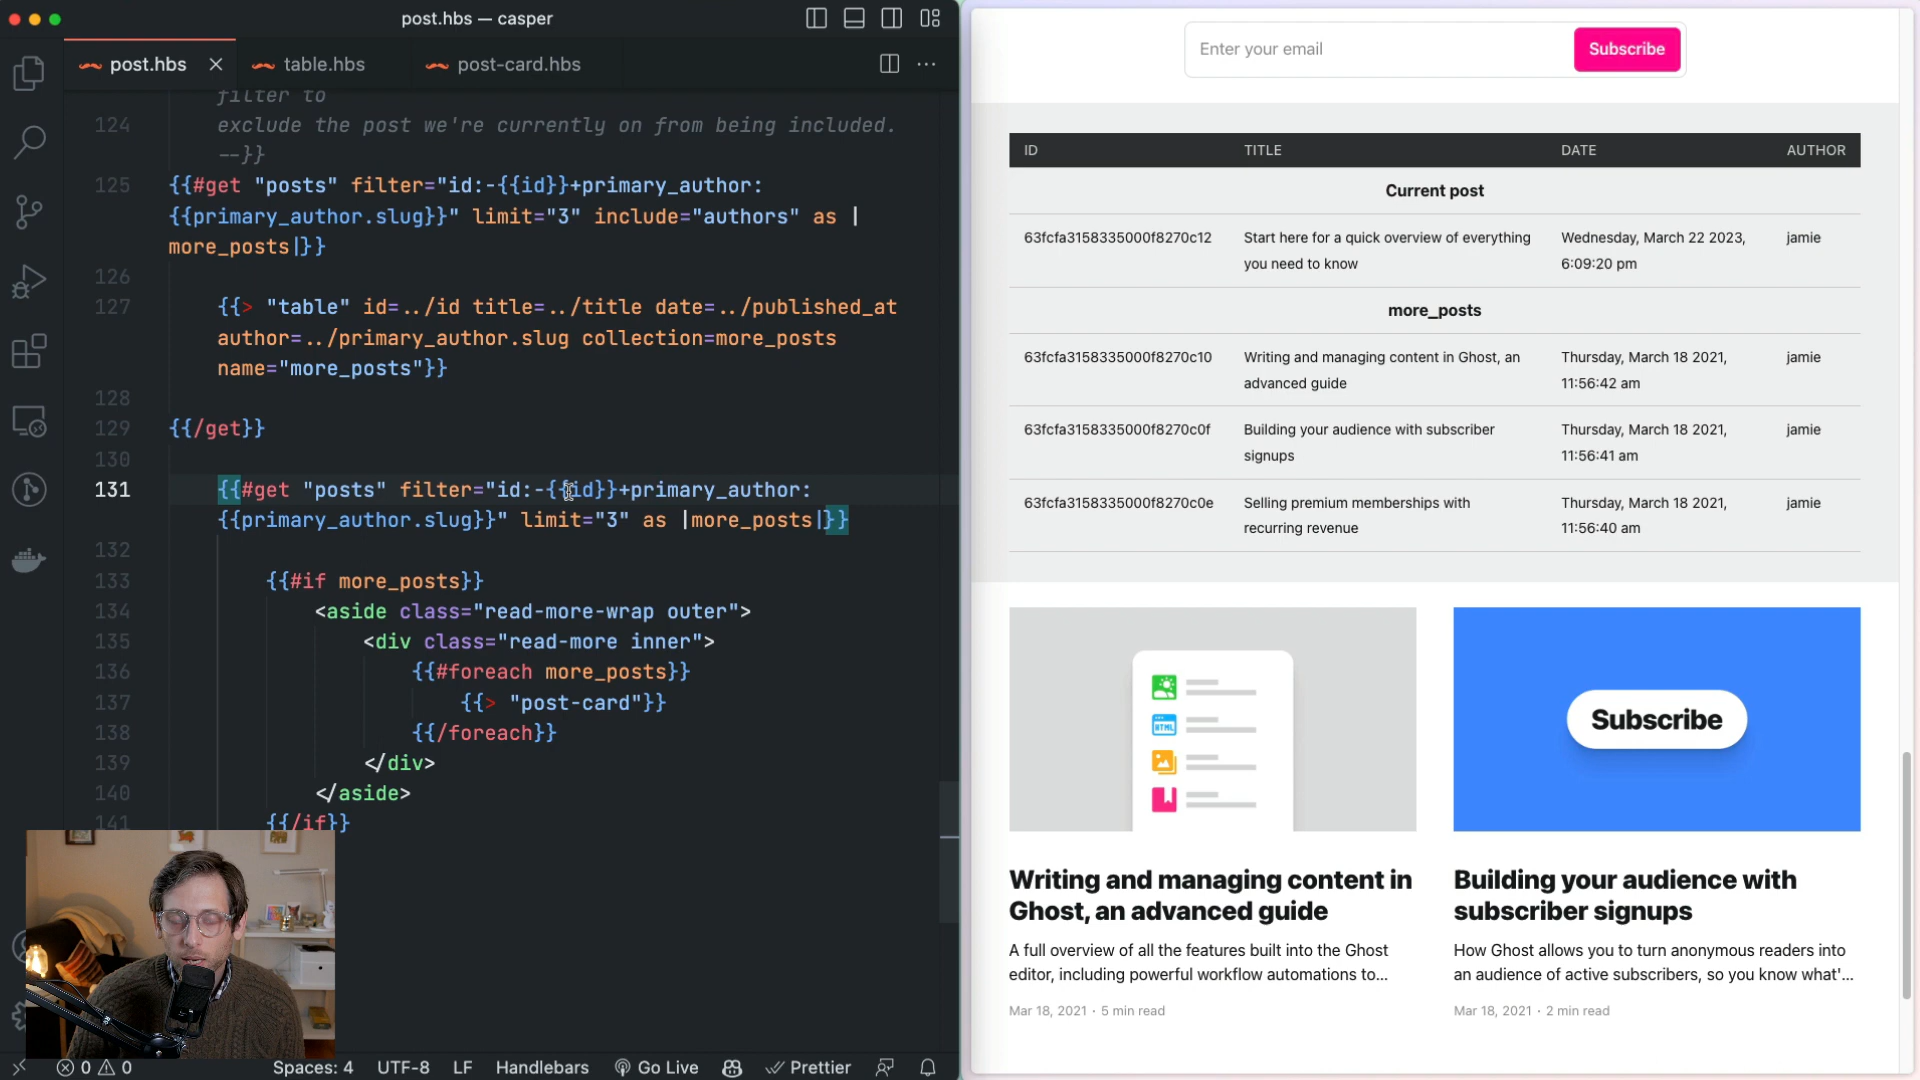 post.hbs — casper
post.hbs
table.hbs
post-card.hbs
filter to
124 exclude the post we're currently on from being included.
--}}
125 {{#get "posts" filter="id:-{{id}}+primary_author:
{{primary_author.slug}}" limit="3" include="authors" as |
more_posts|}}
126
127 {{> "table" id=../id title=../title date=../published_at
author=../primary_author.slug collection=more_posts
name="more_posts"}}
128
129 {{/get}}
130
131 {{#get "posts" filter="id:-{{id}}+primary_author:
{{primary_author.slug}}" limit="3" as |more_posts|}}
132
133 {{#if more_posts}}
134 <aside class="read-more-wrap outer">
135 <div class="read-more inner">
136 {{#foreach more_posts}}
137 {{> "post-card"}}
138 {{/foreach}}
139 </div>
140 </aside>
141 {{/if}}
0 0 Spaces: 4 UTF-8 LF Handlebars Go Live Prettier
Enter your email Subscribe
ID TITLE DATE AUTHOR
Current post
63fcfa3158335000f8270c12 Start here for a quick overview of everything Wednesday, March 22 2023, jamie
you need to know 6:09:20 pm
more_posts
63fcfa3158335000f8270c10 Writing and managing content in Ghost, an Thursday, March 18 2021, jamie
advanced guide 11:56:42 am
63fcfa3158335000f8270c0f Building your audience with subscriber Thursday, March 18 2021, jamie
signups 11:56:41 am
63fcfa3158335000f8270c0e Selling premium memberships with Thursday, March 18 2021, jamie
recurring revenue 11:56:40 am
HTML
Subscribe
Writing and managing content in
Ghost, an advanced guide
A full overview of all the features built into the Ghost
editor, including powerful workflow automations to...
Mar 18, 2021 • 5 min read
Building your audience with
subscriber signups
How Ghost allows you to turn anonymous readers into
an audience of active subscribers, so you know what'...
Mar 18, 2021 • 2 min read